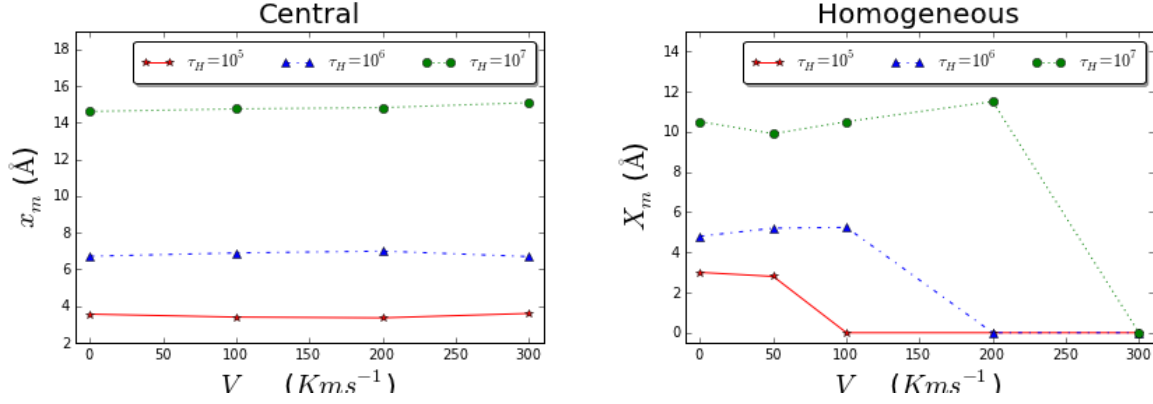 Central
τ_H=10^5 τ_H=10^6 τ_H=10^7
18
16
14
12
10
8
6
4
2
x_m (Å)
0 50 100 150 200 250 300
V (Kms^−1)
Homogeneous
τ_H=10^5 τ_H=10^6 τ_H=10^7
14
12
10
8
6
4
2
0
X_m (Å)
0 50 100 150 200 250 300
V (Kms^−1)